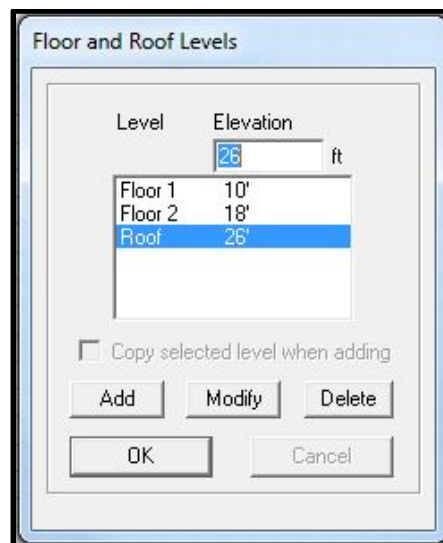 Floor and Roof Levels
Level Elevation
26 ft
Floor 1 10'
Floor 2 18'
Roof 26'
Copy selected level when adding
Add Modify Delete
OK Cancel